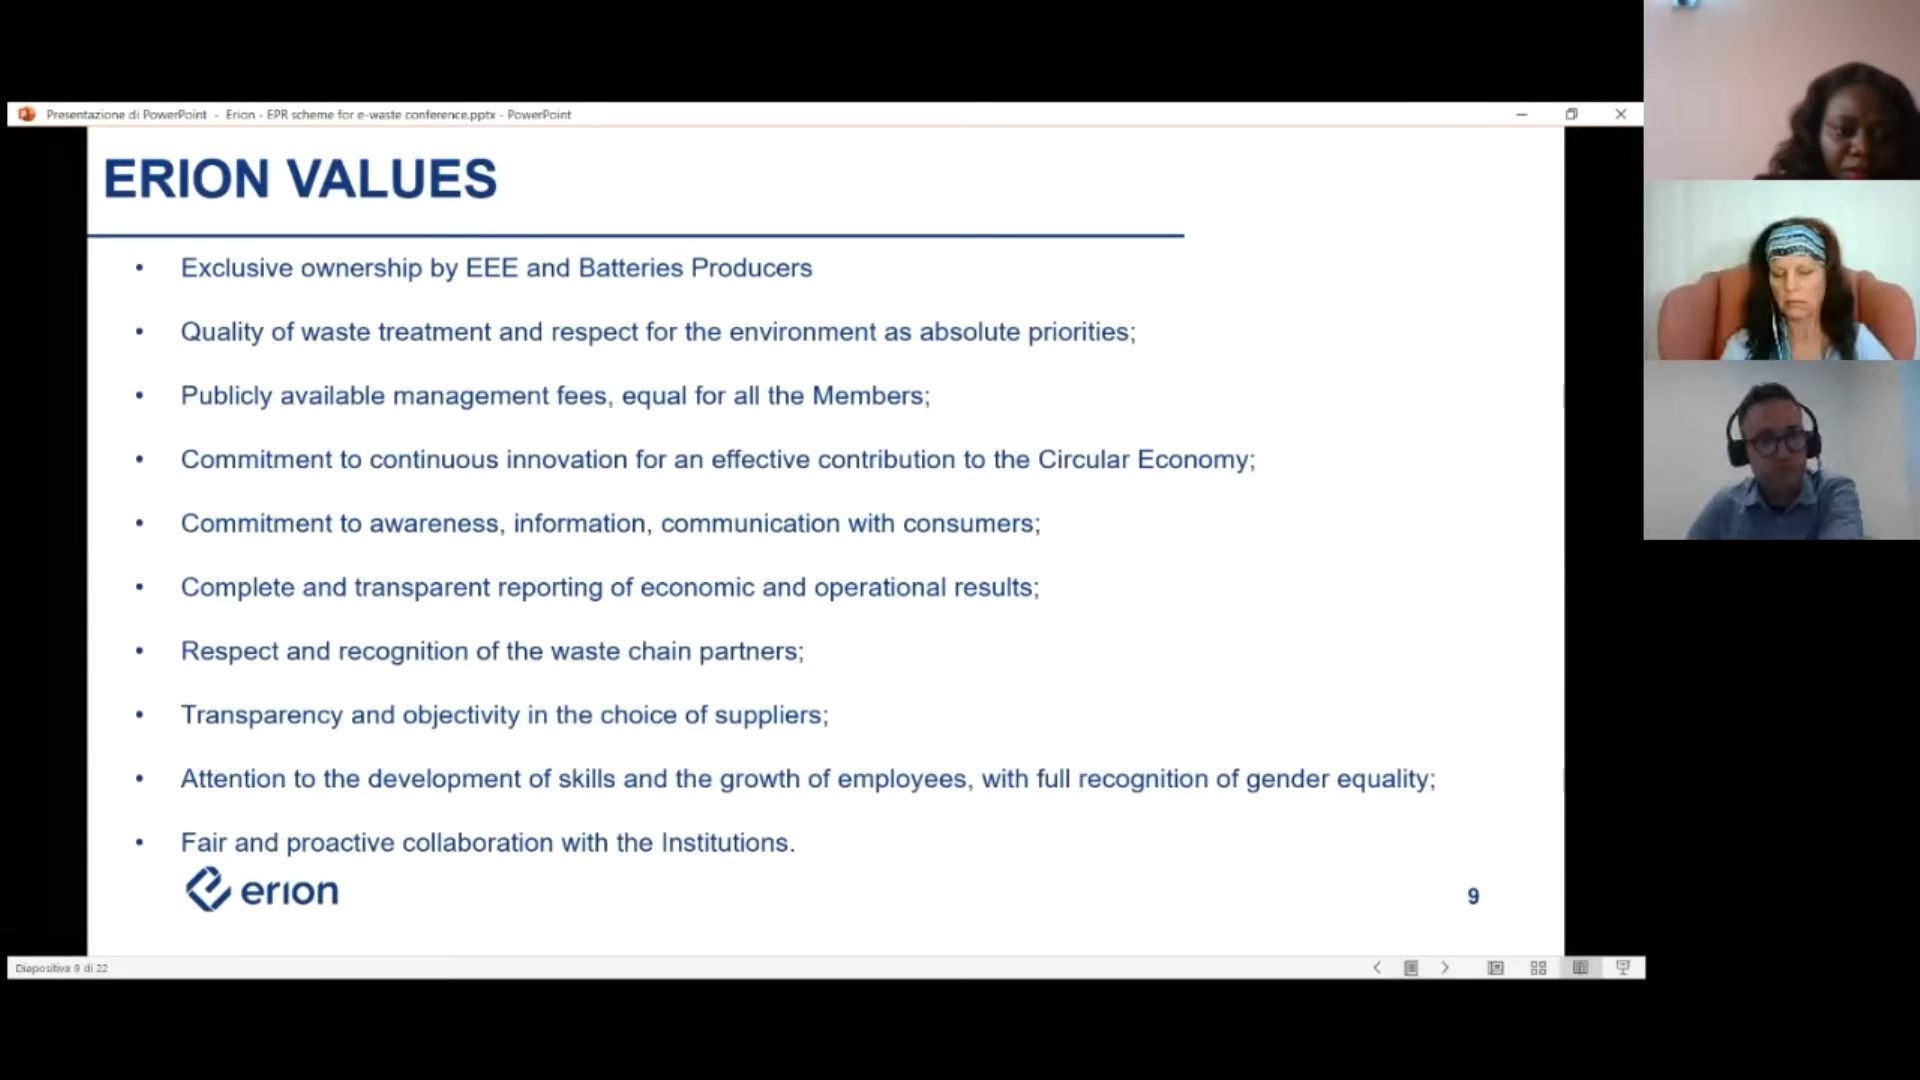 Presentazione di PowerPoint - Erion - EPR scheme for e-waste conference.pptx - PowerPoint
ERION VALUES
• Exclusive ownership by EEE and Batteries Producers
• Quality of waste treatment and respect for the environment as absolute priorities;
• Publicly available management fees, equal for all the Members;
• Commitment to continuous innovation for an effective contribution to the Circular Economy;
• Commitment to awareness, information, communication with consumers;
• Complete and transparent reporting of economic and operational results;
• Respect and recognition of the waste chain partners;
• Transparency and objectivity in the choice of suppliers;
• Attention to the development of skills and the growth of employees, with full recognition of gender equality;
• Fair and proactive collaboration with the Institutions.
erion
9
Diapositiva 9 di 22